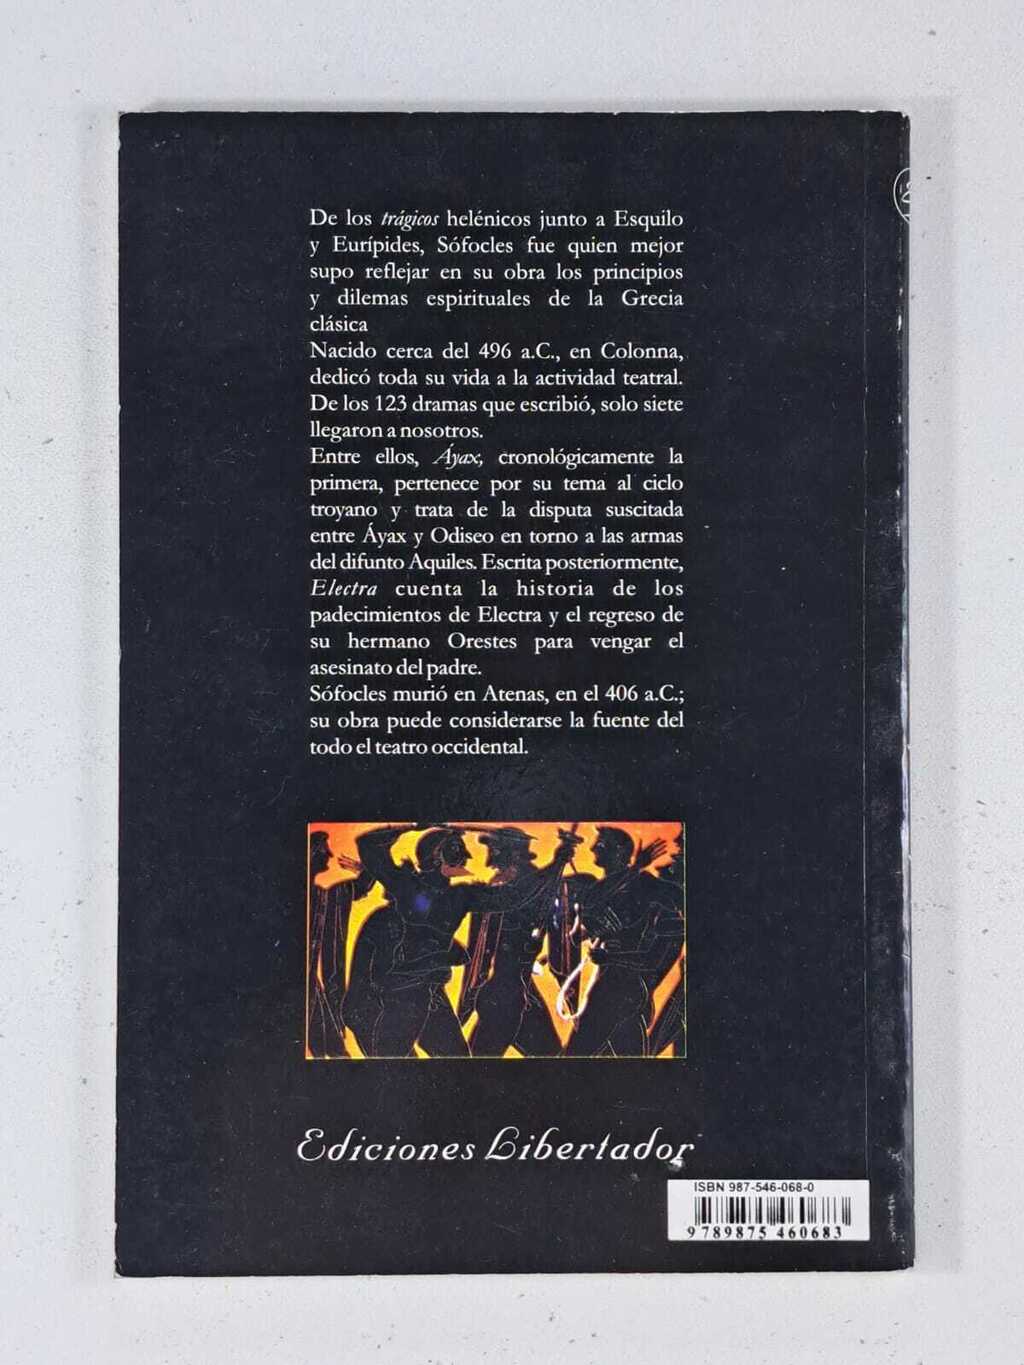 De los trágicos helénicos junto a Esquilo
y Eurípides, Sófocles fue quien mejor
supo reflejar en su obra los principios
y dilemas espirituales de la Grecia
clásica
Nacido cerca del 496 a.C., en Colonna,
dedicó toda su vida a la actividad teatral.
De los 123 dramas que escribió, solo siete
llegaron a nosotros.
Entre ellos, Áyax, cronológicamente la
primera, pertenece por su tema al ciclo
troyano y trata de la disputa suscitada
entre Áyax y Odiseo en torno a las armas
del difunto Aquiles. Escrita posteriormente,
Electra cuenta la historia de los
padecimientos de Electra y el regreso de
su hermano Orestes para vengar el
asesinato del padre.
Sófocles murió en Atenas, en el 406 a.C.;
su obra puede considerarse la fuente del
todo el teatro occidental.
Ediciones Libertador
ISBN 987-546-068-0
9 789875 460683